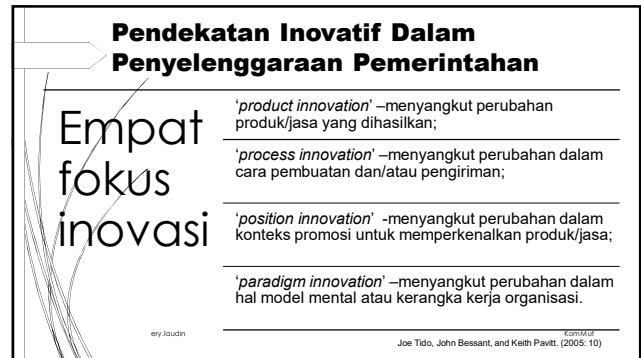 Pendekatan Inovatif Dalam
Penyelenggaraan Pemerintahan
Empat
fokus
inovasi
'product innovation' –menyangkut perubahan
produk/jasa yang dihasilkan;
'process innovation' –menyangkut perubahan dalam
cara pembuatan dan/atau pengiriman;
'position innovation' -menyangkut perubahan dalam
konteks promosi untuk memperkenalkan produk/jasa;
'paradigm innovation' –menyangkut perubahan dalam
hal model mental atau kerangka kerja organisasi.
ery.laudin
KomMut
Joe Tido, John Bessant, and Keith Pavitt. (2005: 10)